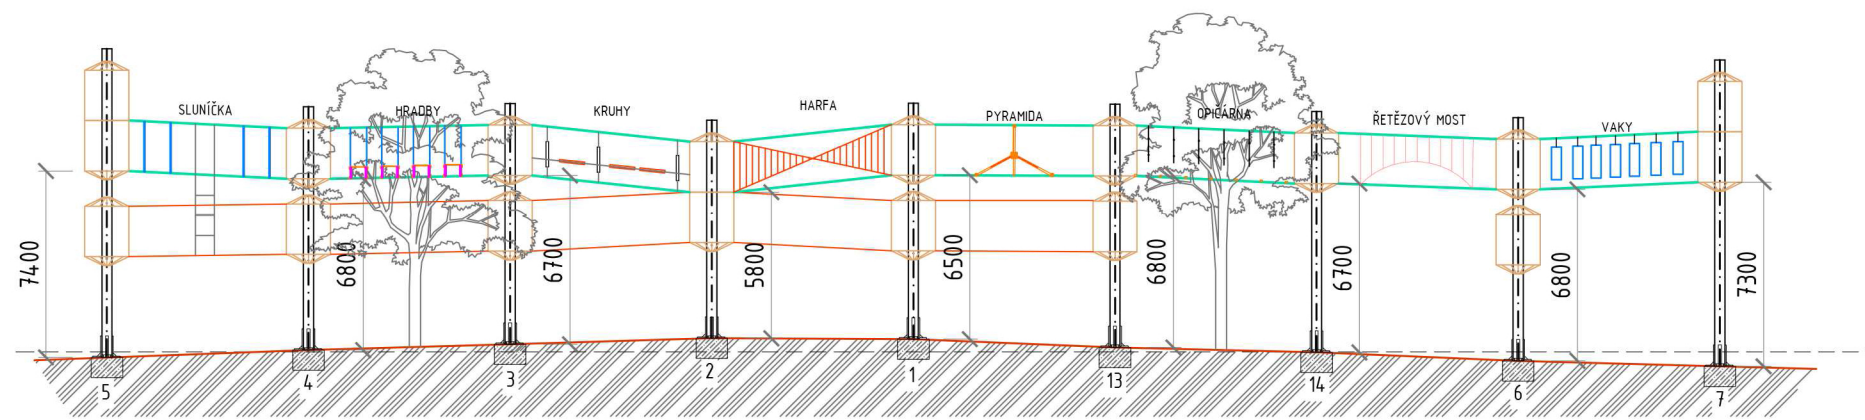 SLUNÍČKA
HRADBY
KRUHY
HARFA
PYRAMIDA
OPIČÁRNA
ŘETĚZOVÝ MOST
VAKY
7400
6800
6700
5800
6500
6800
6700
6800
7300
5
4
3
2
1
13
14
6
7